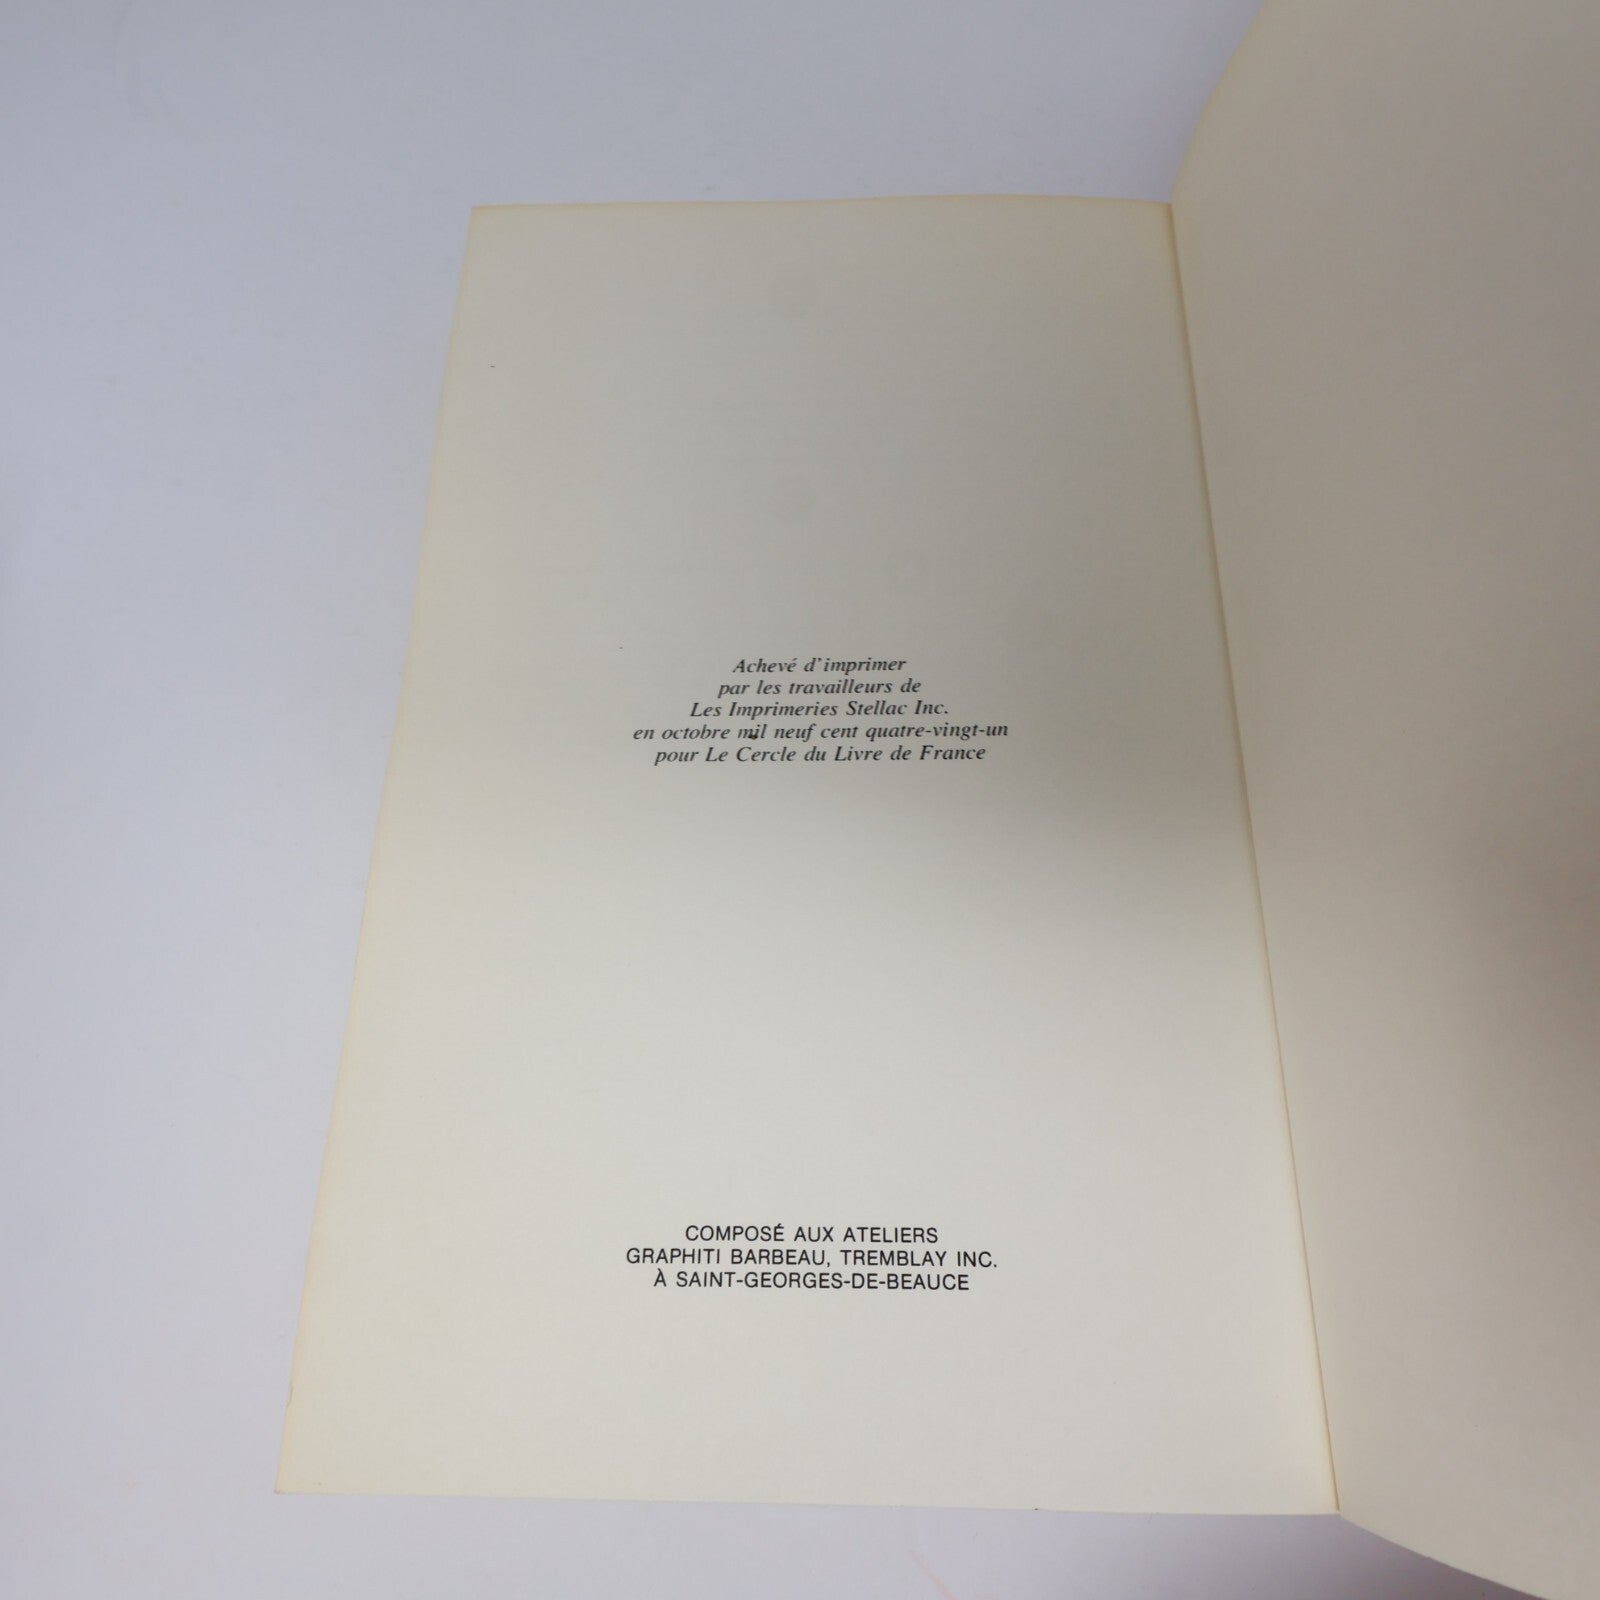 Achevé d'imprimer
par les travailleurs de
Les Imprimeries Stellac Inc.
en octobre mil neuf cent quatre-vingt-un
pour Le Cercle du Livre de France
COMPOSÉ AUX ATELIERS
GRAPHITI BARBEAU, TREMBLAY INC.
À SAINT-GEORGES-DE-BEAUCE